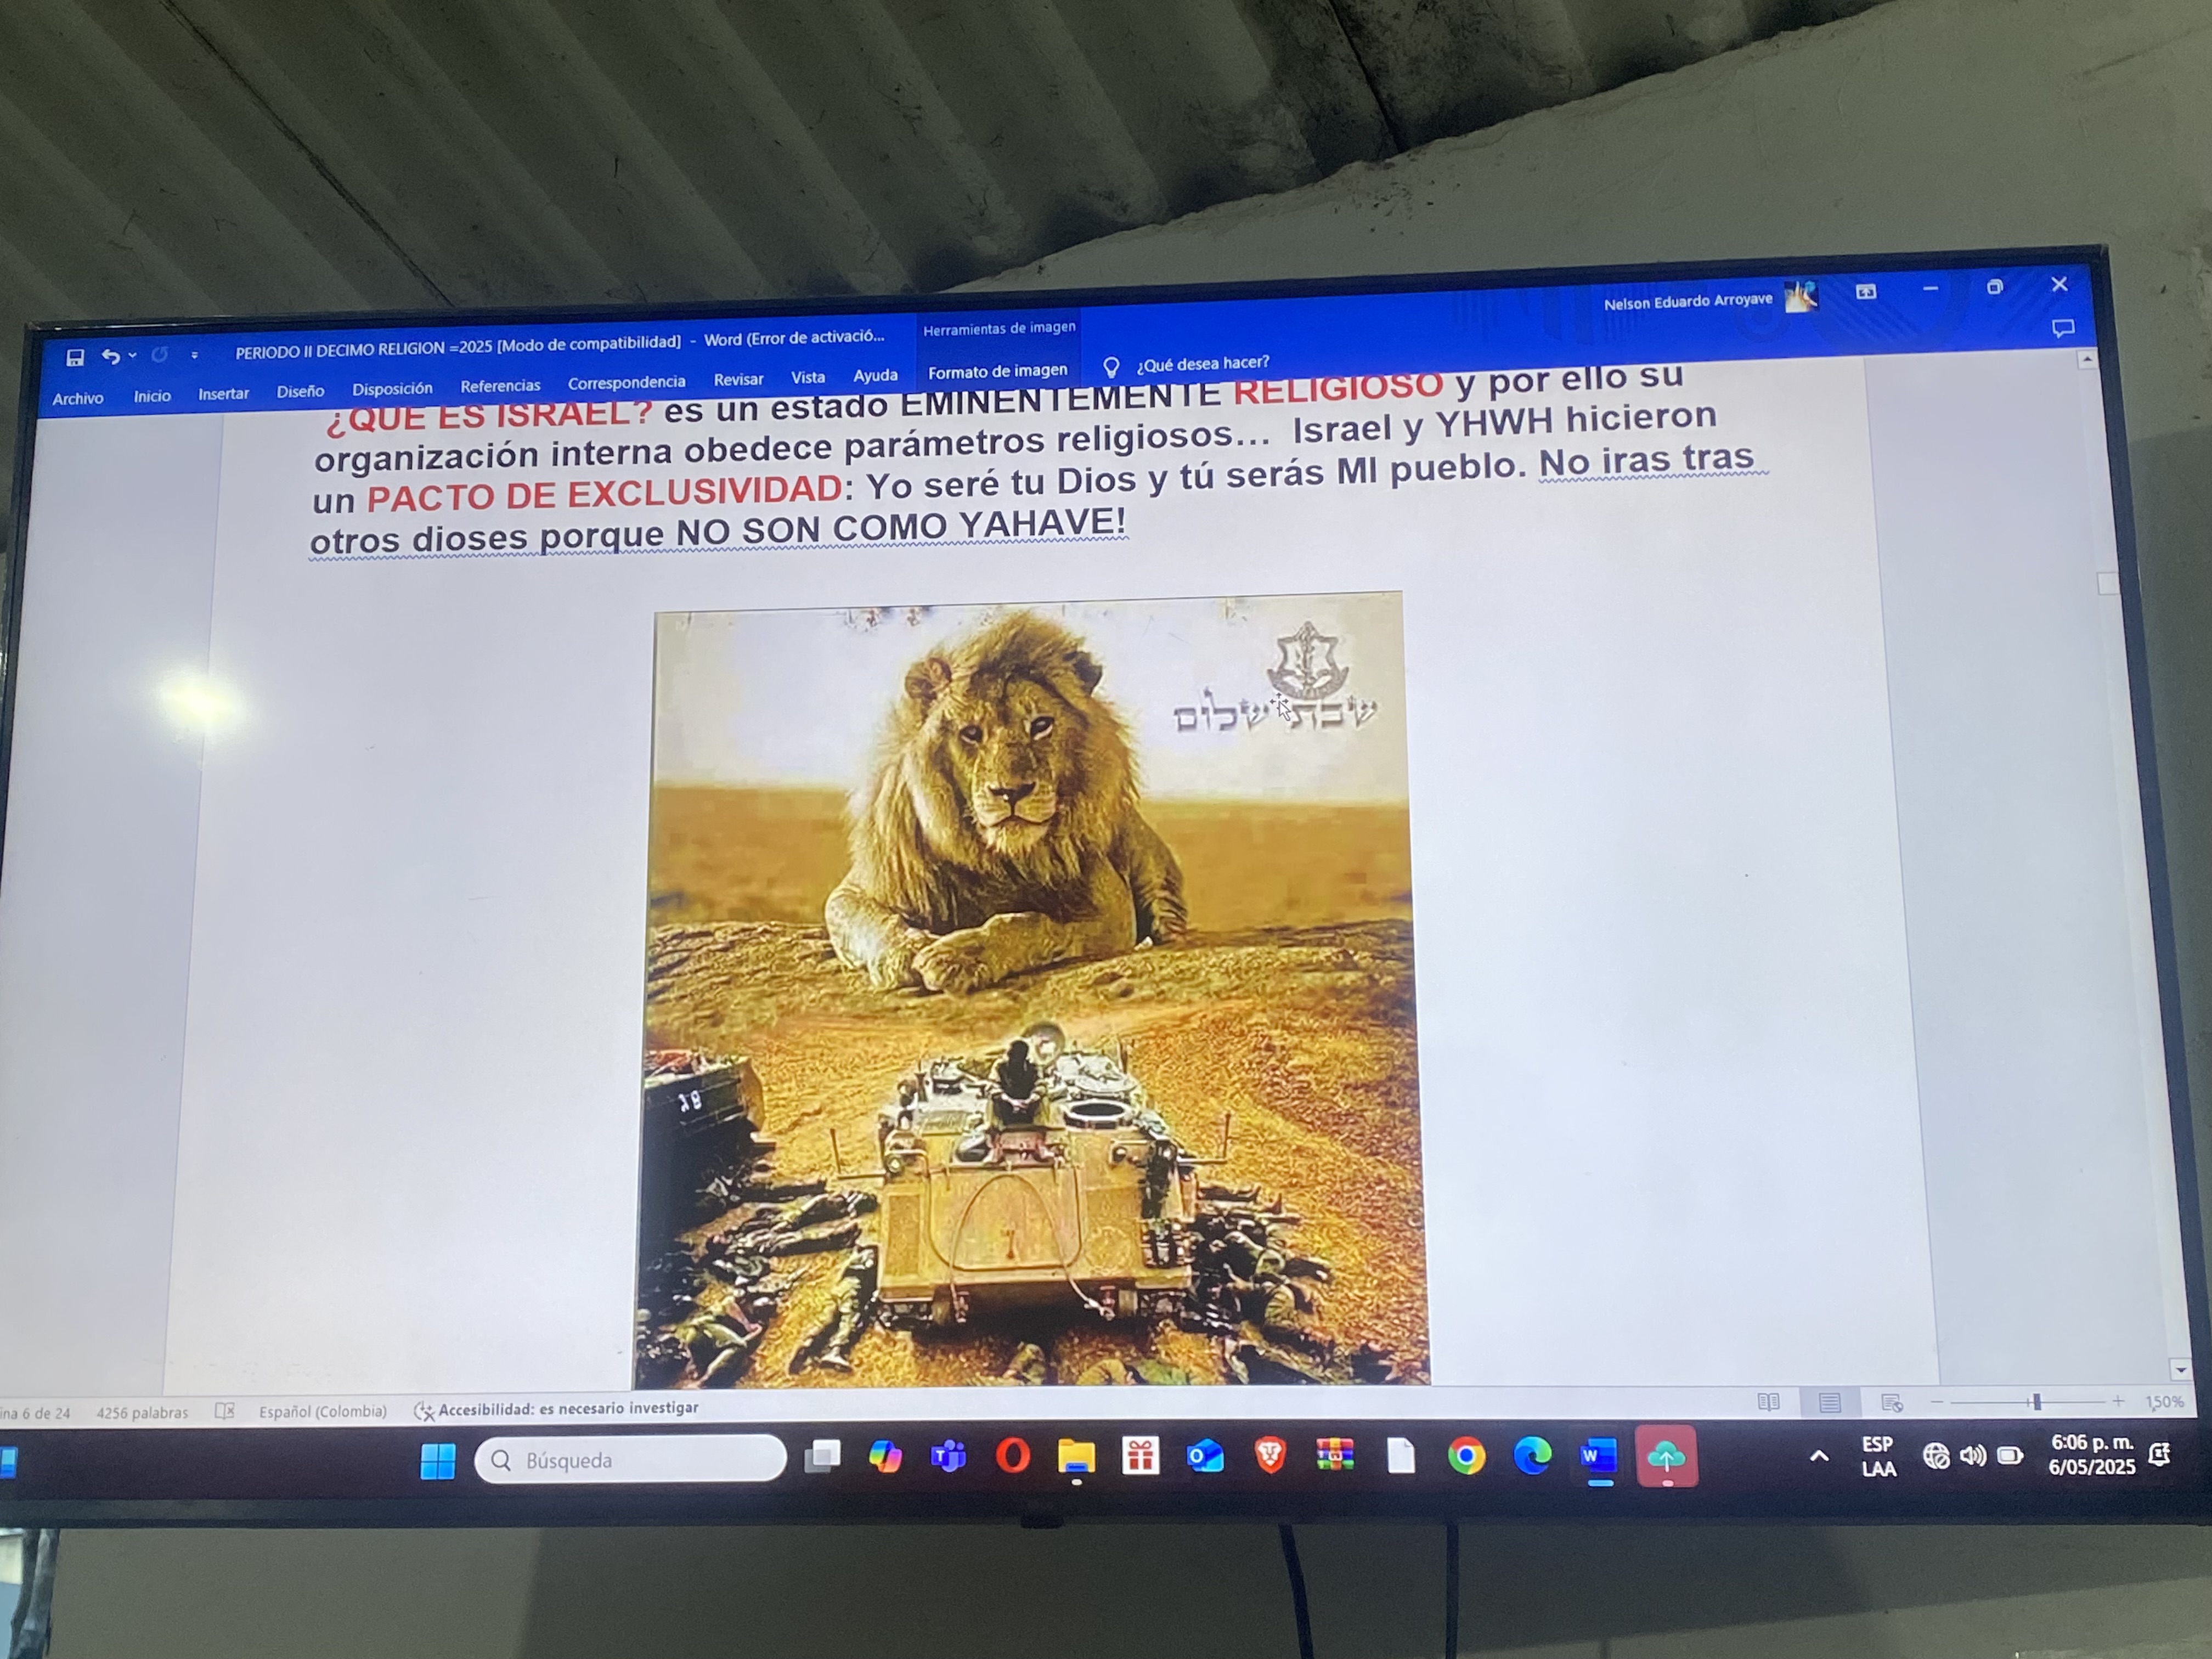 Nelson Eduardo Arroyave
PERIODO II DECIMO RELIGION =2025 [Modo de compatibilidad] - Word (Error de activació...
Herramientas de imagen
Archivo Inicio Insertar Diseño Disposición Referencias Correspondencia Revisar Vista Ayuda Formato de imagen ¿Qué desea hacer?
¿QUE ES ISRAEL? es un estado EMINENTEMENTE RELIGIOSO y por ello su
organización interna obedece parámetros religiosos... Israel y YHWH hicieron
un PACTO DE EXCLUSIVIDAD: Yo seré tu Dios y tú serás MI pueblo. No iras tras
otros dioses porque NO SON COMO YAHAVE!
שבת שלום
ina 6 de 24 4256 palabras Español (Colombia) Accesibilidad: es necesario investigar 150%
Búsqueda
ESP
LAA
6:06 p. m.
6/05/2025